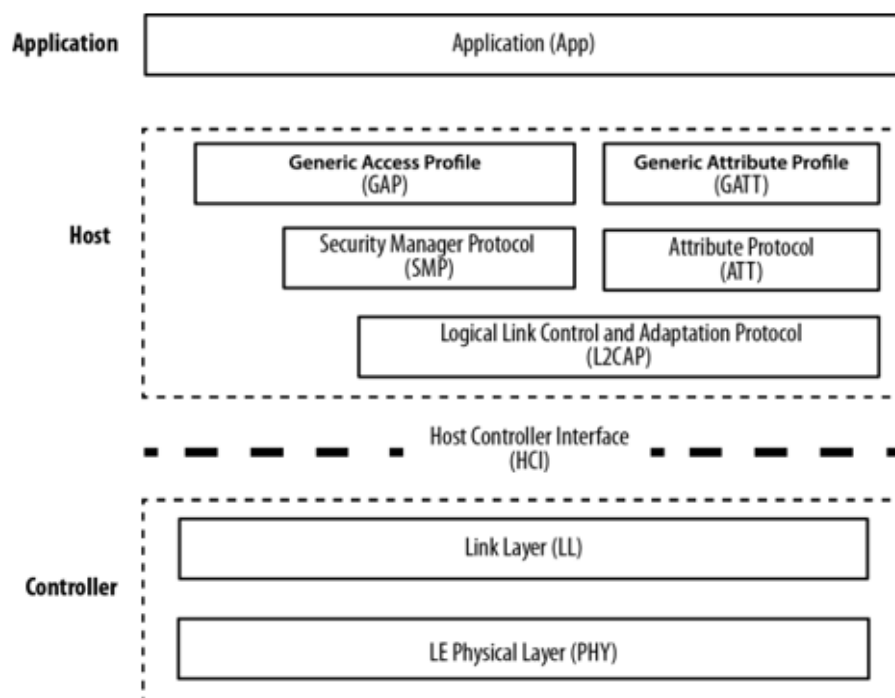 Application
Application (App)
Host
Generic Access Profile
(GAP)
Generic Attribute Profile
(GATT)
Security Manager Protocol
(SMP)
Attribute Protocol
(ATT)
Logical Link Control and Adaptation Protocol
(L2CAP)
Host Controller Interface
(HCI)
Controller
Link Layer (LL)
LE Physical Layer (PHY)